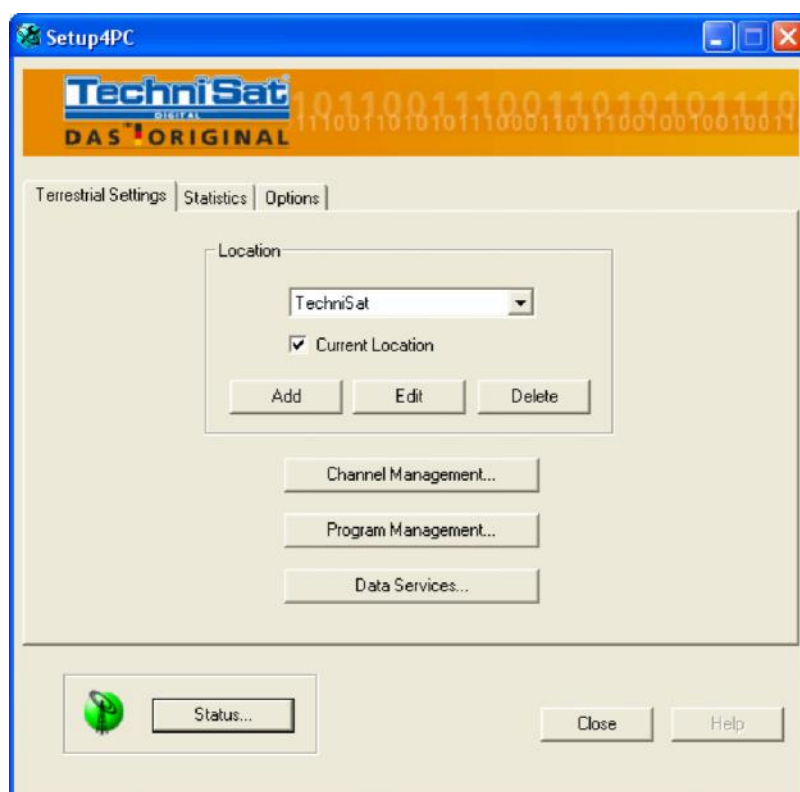 Setup4PC
TechniSat
DIGITAL
DAS ORIGINAL
Terrestrial Settings Statistics Options
Location
TechniSat
Current Location
Add Edit Delete
Channel Management...
Program Management...
Data Services...
Status...
Close Help